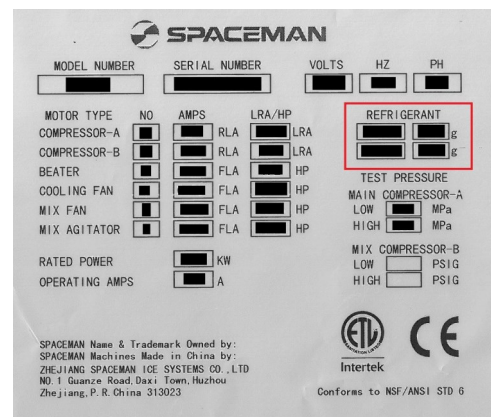 SPACEMAN
MODEL NUMBER SERIAL NUMBER VOLTS HZ PH
MOTOR TYPE NO AMPS LRA/HP REFRIGERANT
COMPRESSOR-A RLA LRA g
COMPRESSOR-B RLA LRA g
BEATER FLA HP
TEST PRESSURE
COOLING FAN FLA HP
MAIN COMPRESSOR-A
MIX FAN FLA HP LOW MPa
MIX AGITATOR FLA HP HIGH MPa
MIX COMPRESSOR-B
RATED POWER KW LOW PSIG
OPERATING AMPS A HIGH PSIG
SPACEMAN Name & Trademark Owned by:
SPACEMAN Machines Made in China by:
ZHEJIANG SPACEMAN ICE SYSTEMS CO.,LTD
NO.1 Guanze Road,Daxi Town,Huzhou
Zhejiang,P.R.China 313023
ETL
CE
Intertek
Conforms to NSF/ANSI STD 6